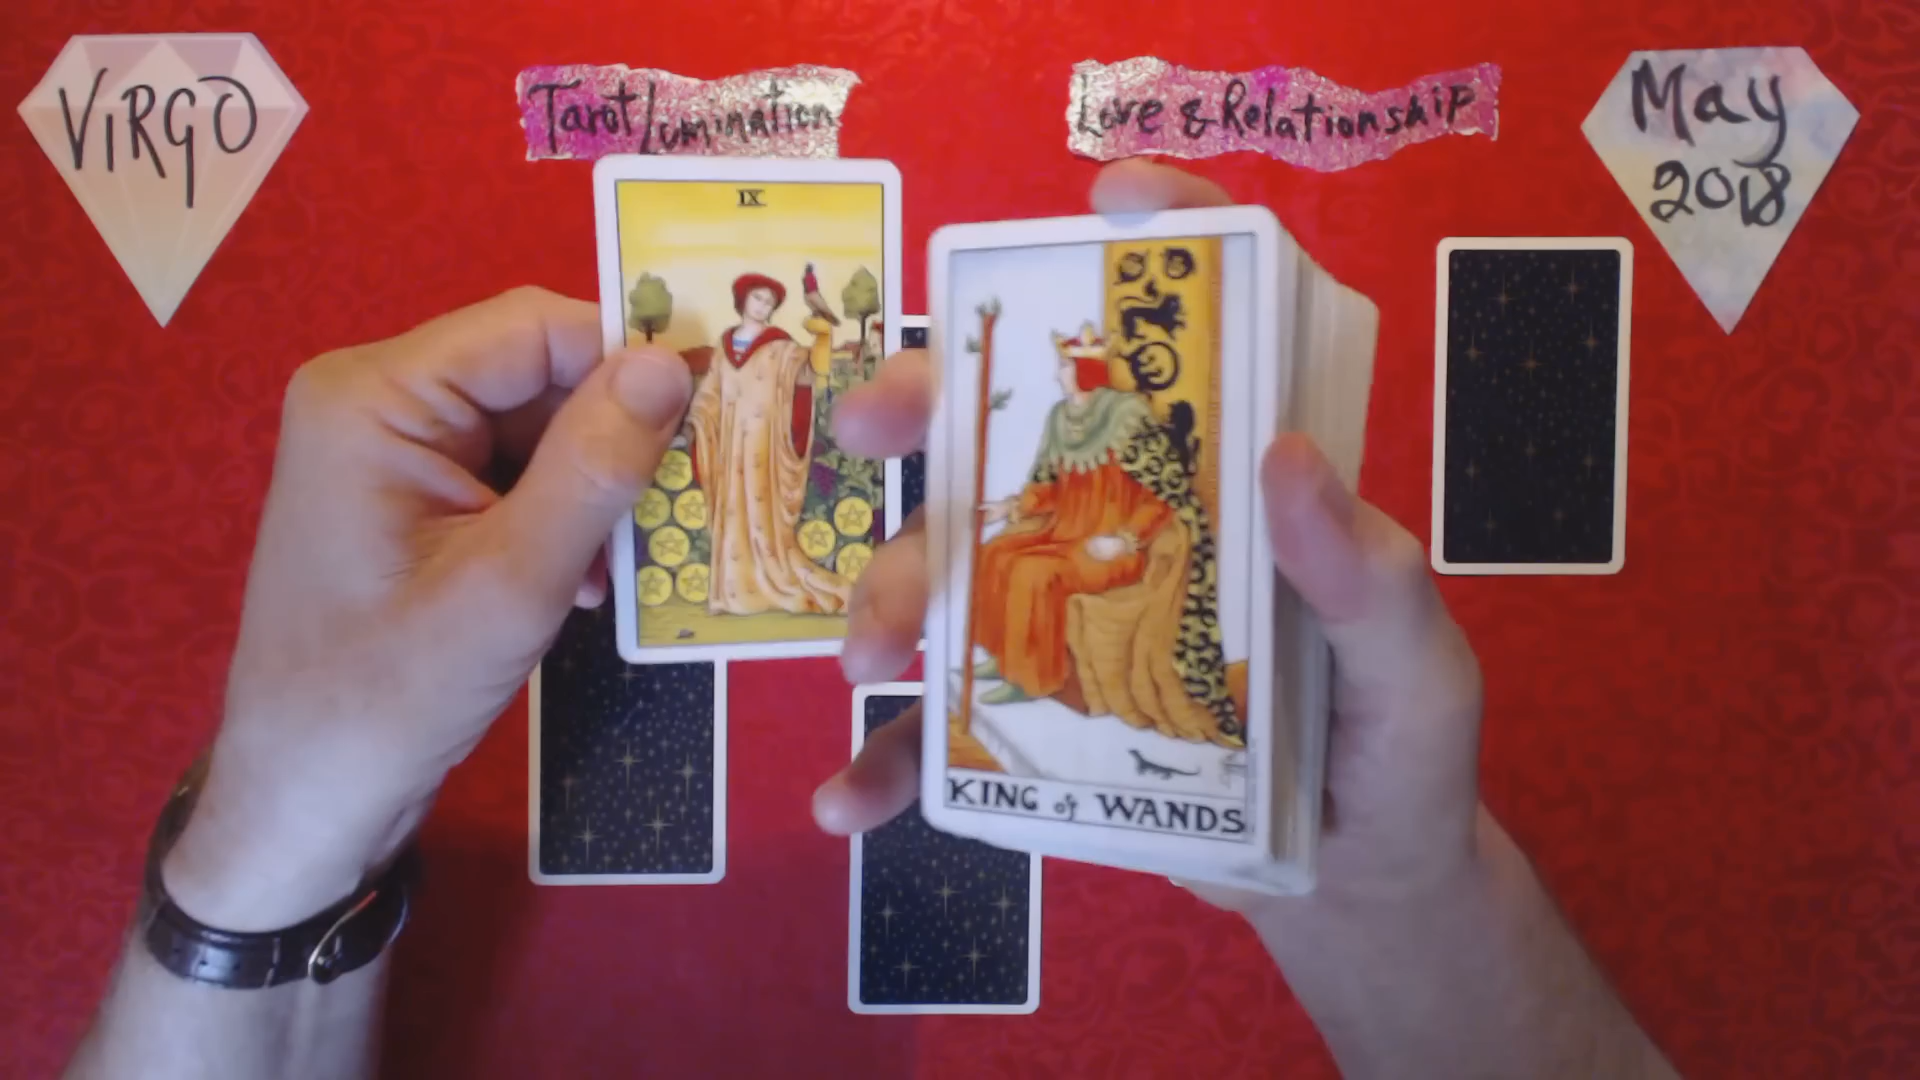 VIRGO
Tarot Lumination
Love & Relationship
May
2018
IX
KING of WANDS